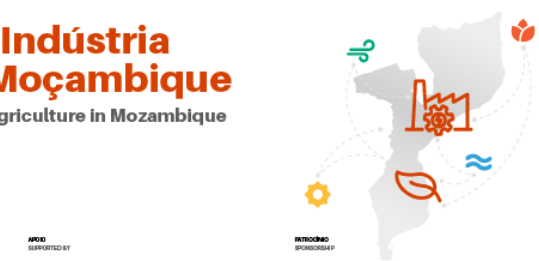 Indústria
Moçambique
griculture in Mozambique
APOIO
SUPPORTED BY
PATROCÍNIO
SPONSORSHIP